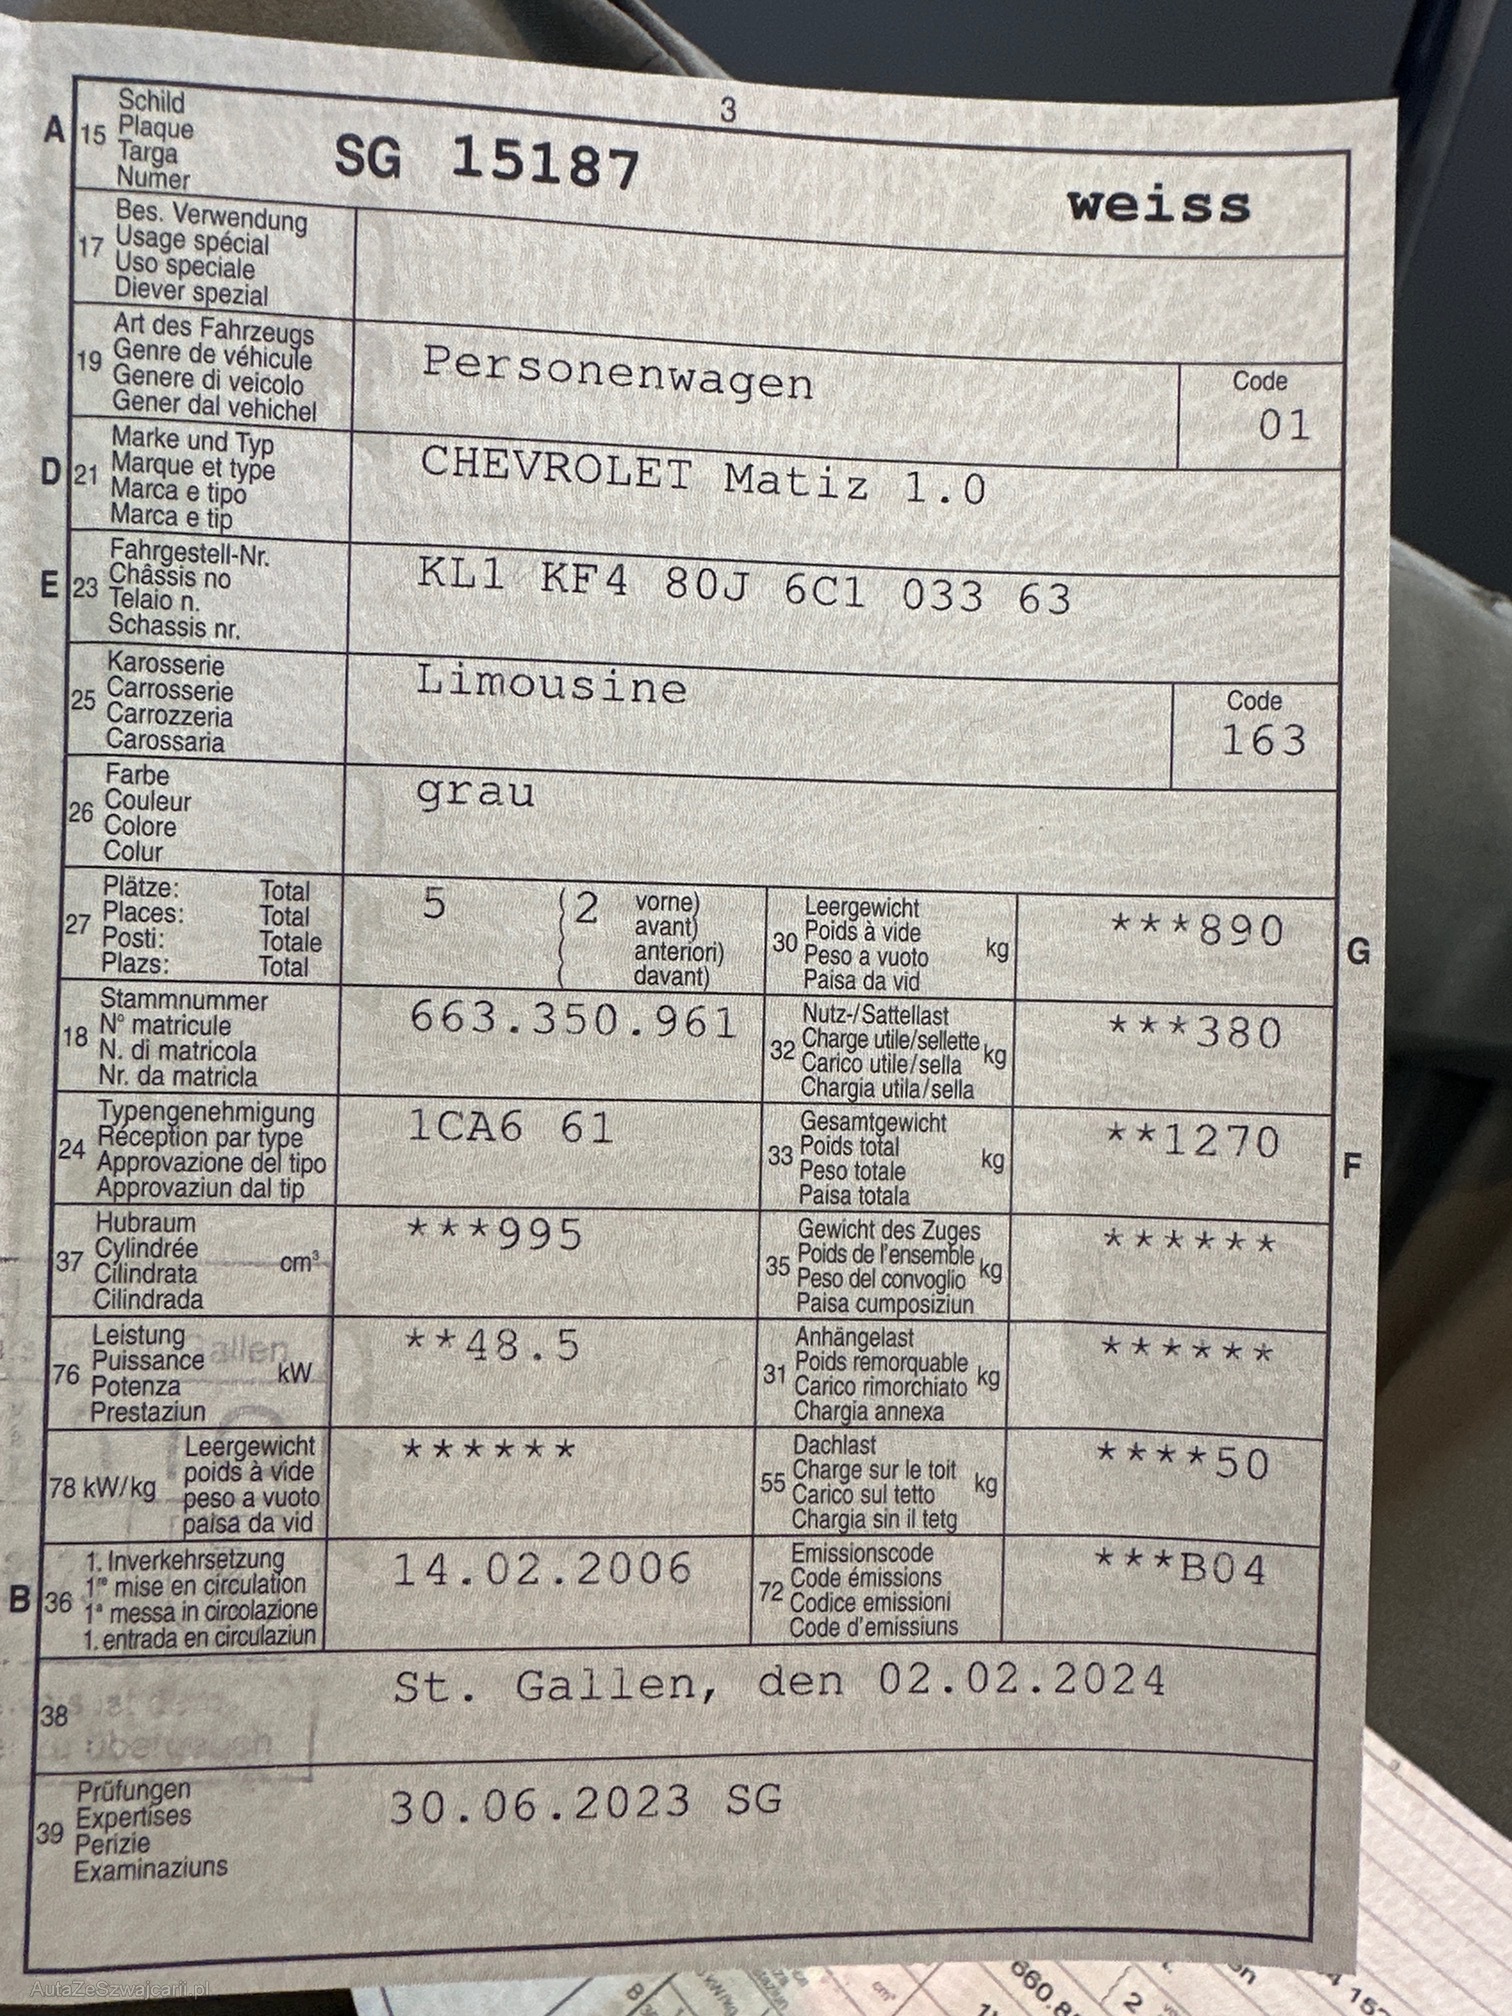 3
A 15 Schild
Plaque
Targa
Numer
SG 15187
weiss
17 Bes. Verwendung
Usage spécial
Uso speciale
Diever spezial
19 Art des Fahrzeugs
Genre de véhicule
Genere di veicolo
Gener dal vehichel
Personenwagen
Code
01
D 21 Marke und Typ
Marque et type
Marca e tipo
Marca e tip
CHEVROLET Matiz 1.0
E 23 Fahrgestell-Nr.
Châssis no
Telaio n.
Schassis nr.
KL1 KF4 80J 6C1 033 63
25 Karosserie
Carrosserie
Carrozzeria
Carossaria
Limousine
Code
163
26 Farbe
Couleur
Colore
Colur
grau
27 Plätze: Total
Places: Total
Posti: Totale
Plazs: Total
5 (2 vorne)
avant)
anteriori)
davant)
30 Leergewicht
Poids à vide
Peso a vuoto
Paisa da vid
kg
***890
G
18 Stammnummer
N° matricule
N. di matricola
Nr. da matricla
663.350.961
32 Nutz-/Sattellast
Charge utile/sellette
Carico utile/sella
Chargia utila/sella
kg
***380
24 Typengenehmigung
Réception par type
Approvazione del tipo
Approvaziun dal tip
1CA6 61
33 Gesamtgewicht
Poids total
Peso totale
Paisa totala
kg
**1270
F
37 Hubraum
Cylindrée
Cilindrata
Cilindrada
cm³
***995
35 Gewicht des Zuges
Poids de l'ensemble
Peso del convoglio
Paisa cumposiziun
kg
******
76 Leistung
Puissance
Potenza
Prestaziun
kW
**48.5
31 Anhängelast
Poids remorquable
Carico rimorchiato
Chargia annexa
kg
******
78 kW/kg
Leergewicht
poids à vide
peso a vuoto
paisa da vid
******
55 Dachlast
Charge sur le toit
Carico sul tetto
Chargia sin il tetg
kg
****50
B 36 1. Inverkehrsetzung
1re mise en circulation
1a messa in circolazione
1. entrada en circulaziun
14.02.2006
72 Emissionscode
Code émissions
Codice emissioni
Code d'emissiuns
***B04
38
St. Gallen, den 02.02.2024
39 Prüfungen
Expertises
Perizie
Examinaziuns
30.06.2023 SG
AutaZeSzwajcarii.pl
kW/kg
cm³
2